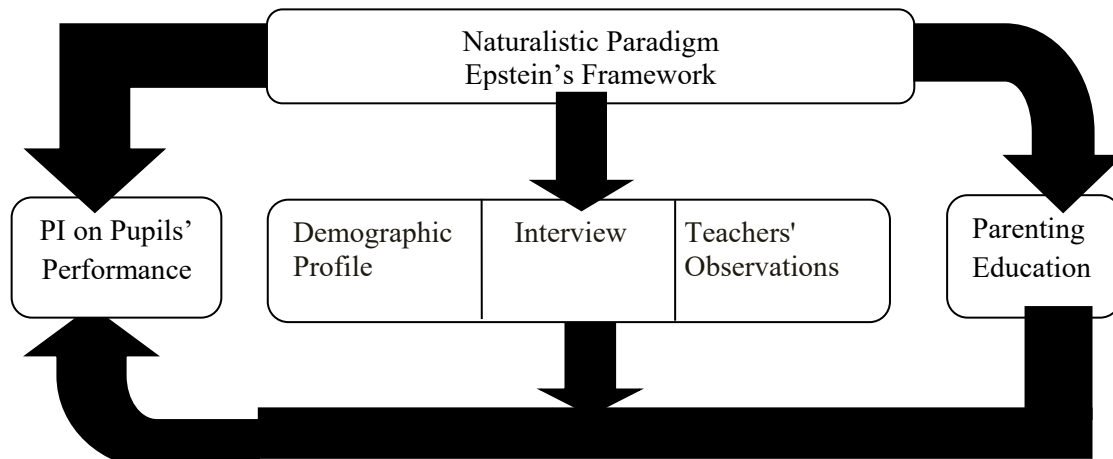 Naturalistic Paradigm
Epstein’s Framework
PI on Pupils’
Performance
Demographic
Profile
Interview
Teachers'
Observations
Parenting
Education